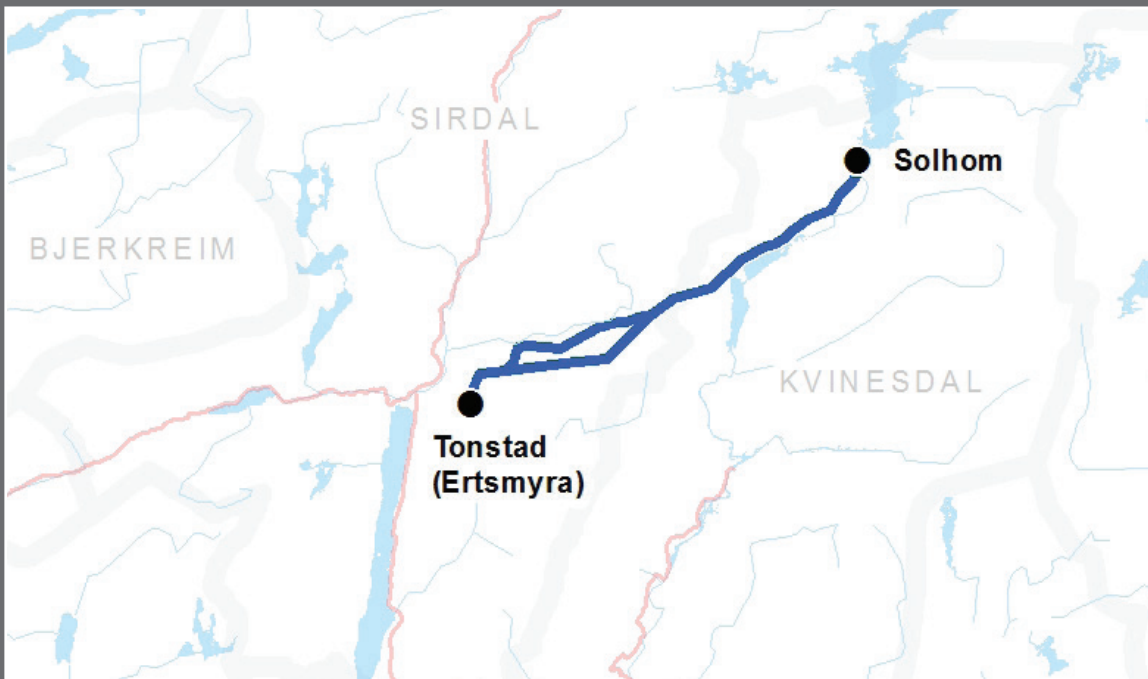 SIRDAL
Solhom
BJERKREIM
KVINESDAL
Tonstad
(Ertsmyra)